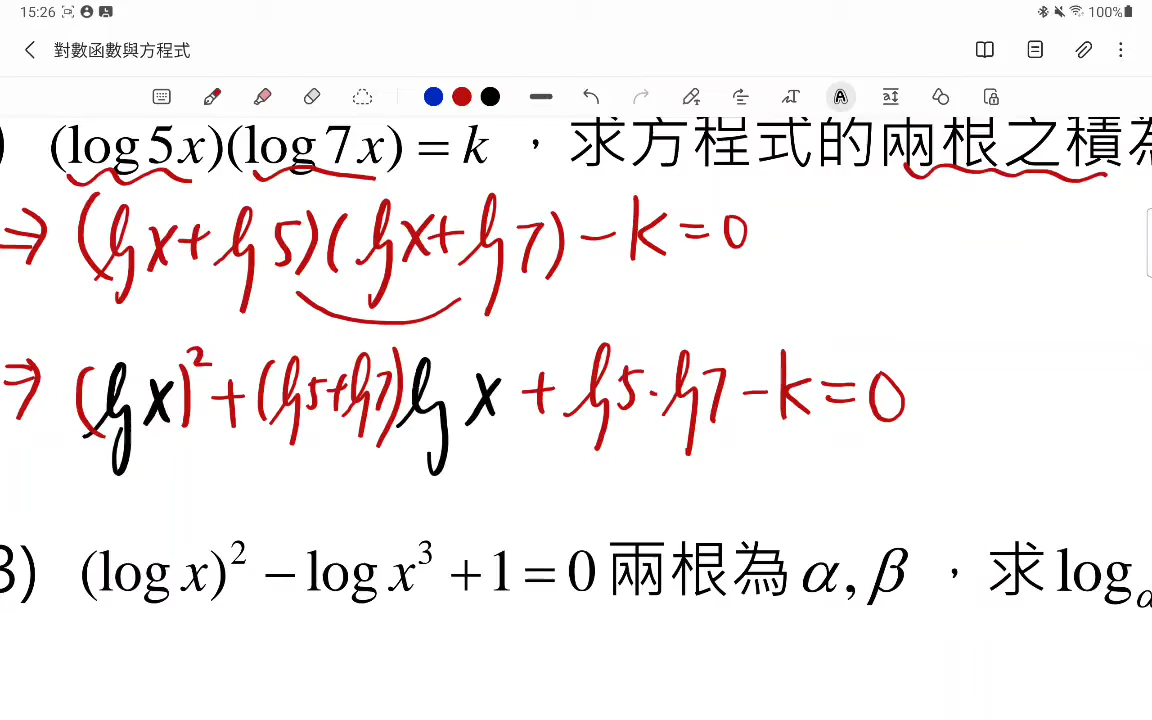 15:26 100%
對數函數與方程式
) (log 5x)(log 7x) = k ，求方程式的兩根之積為
⇒ (lg x + lg 5)(lg x + lg 7) - k = 0
⇒ (lg x)² + (lg 5 + lg 7) lg x + lg 5 · lg 7 - k = 0
3) (log x)² − log x³ + 1 = 0 兩根為 α, β ，求 log